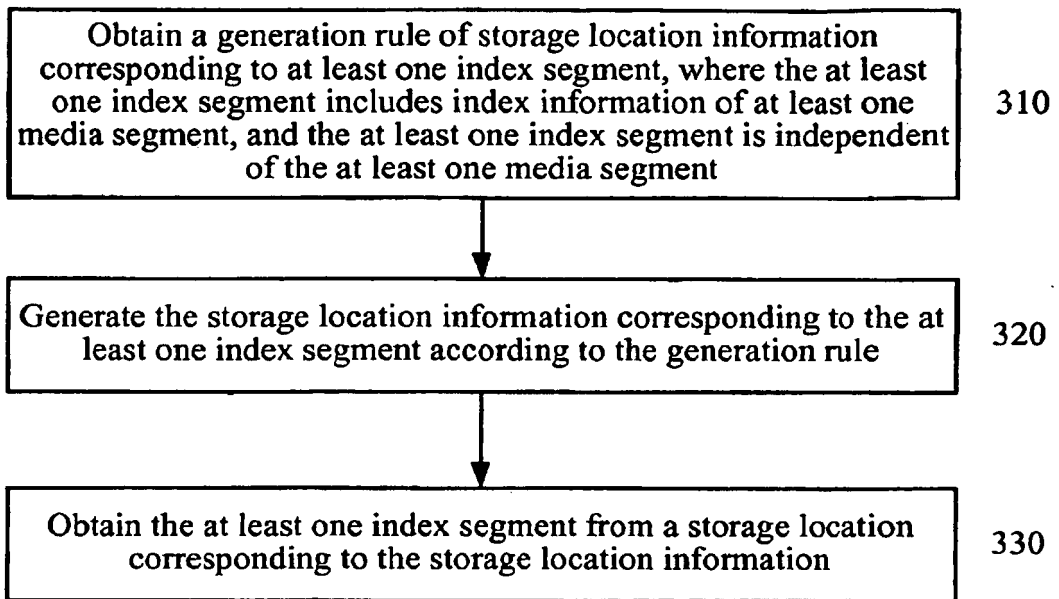 Obtain a generation rule of storage location information
corresponding to at least one index segment, where the at least
one index segment includes index information of at least one
media segment, and the at least one index segment is independent
of the at least one media segment
310
Generate the storage location information corresponding to the at
least one index segment according to the generation rule
320
Obtain the at least one index segment from a storage location
corresponding to the storage location information
330